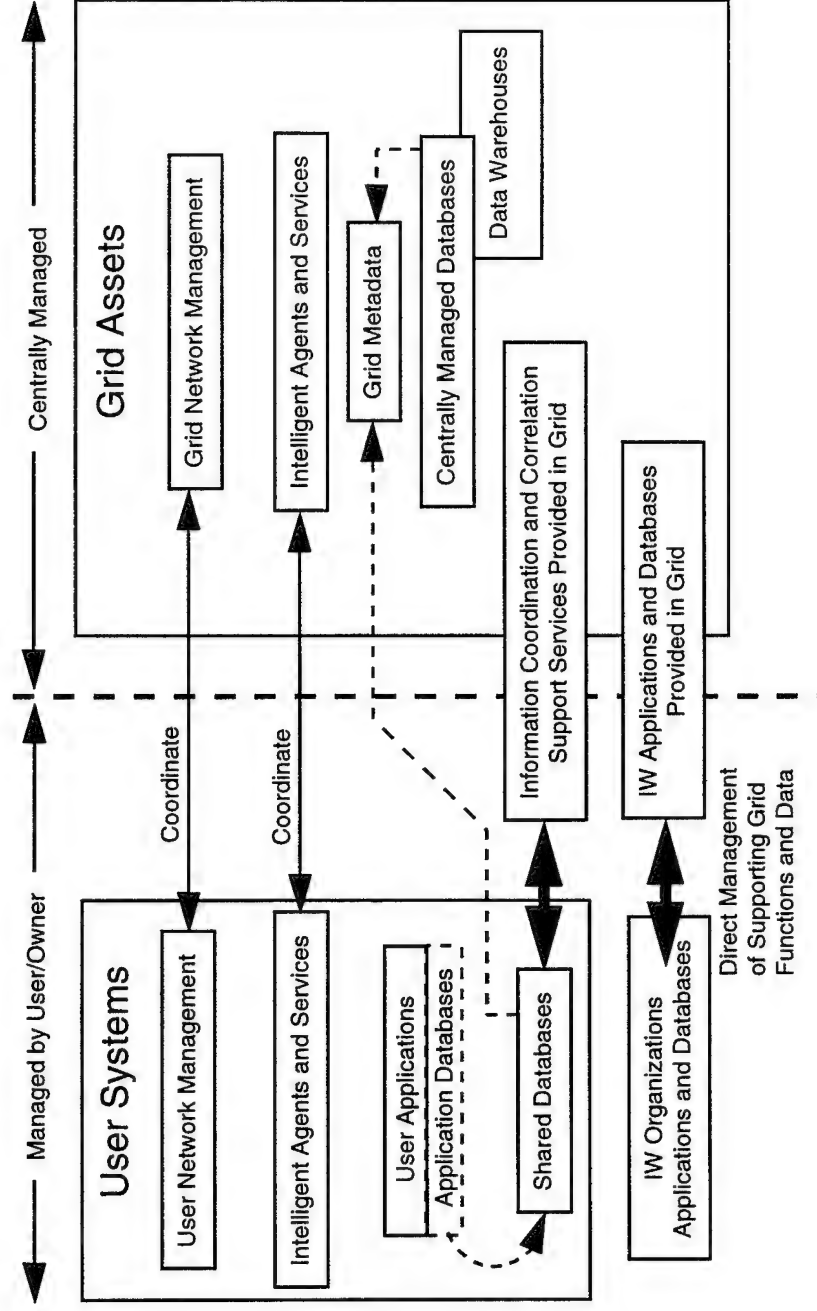 Managed by User/Owner
Centrally Managed
User Systems
Grid Assets
User Network Management
Coordinate
Grid Network Management
Intelligent Agents and Services
Coordinate
Intelligent Agents and Services
User Applications
Application Databases
Grid Metadata
Shared Databases
Centrally Managed Databases
Data Warehouses
Information Coordination and Correlation
Support Services Provided in Grid
IW Organizations
Applications and Databases
IW Applications and Databases
Provided in Grid
Direct Management
of Supporting Grid
Functions and Data